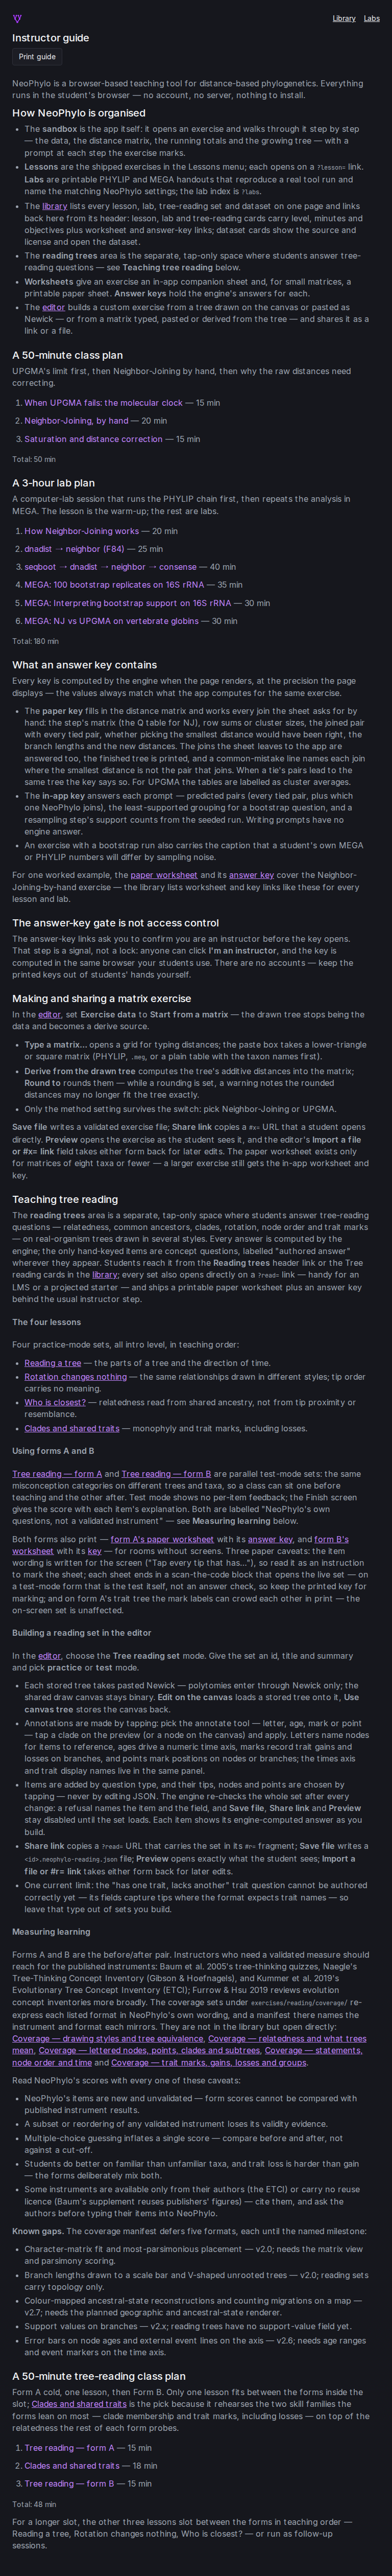 Library Labs
Instructor guide
Print guide
NeoPhylo is a browser-based teaching tool for distance-based phylogenetics. Everything
runs in the student's browser — no account, no server, nothing to install.
How NeoPhylo is organised
• The sandbox is the app itself: it opens an exercise and walks through it step by step
— the data, the distance matrix, the running totals and the growing tree — with a
prompt at each step the exercise marks.
• Lessons are the shipped exercises in the Lessons menu; each opens on a ?lesson= link.
Labs are printable PHYLIP and MEGA handouts that reproduce a real tool run and
name the matching NeoPhylo settings; the lab index is ?labs.
• The library lists every lesson, lab, tree-reading set and dataset on one page and links
back here from its header: lesson, lab and tree-reading cards carry level, minutes and
objectives plus worksheet and answer-key links; dataset cards show the source and
license and open the dataset.
• The reading trees area is the separate, tap-only space where students answer tree-
reading questions — see Teaching tree reading below.
• Worksheets give an exercise an in-app companion sheet and, for small matrices, a
printable paper sheet. Answer keys hold the engine's answers for each.
• The editor builds a custom exercise from a tree drawn on the canvas or pasted as
Newick — or from a matrix typed, pasted or derived from the tree — and shares it as a
link or a file.
A 50-minute class plan
UPGMA's limit first, then Neighbor-Joining by hand, then why the raw distances need
correcting.
1. When UPGMA fails: the molecular clock — 15 min
2. Neighbor-Joining, by hand — 20 min
3. Saturation and distance correction — 15 min
Total: 50 min
A 3-hour lab plan
A computer-lab session that runs the PHYLIP chain first, then repeats the analysis in
MEGA. The lesson is the warm-up; the rest are labs.
1. How Neighbor-Joining works — 20 min
2. dnadist → neighbor (F84) — 25 min
3. seqboot → dnadist → neighbor → consense — 40 min
4. MEGA: 100 bootstrap replicates on 16S rRNA — 35 min
5. MEGA: Interpreting bootstrap support on 16S rRNA — 30 min
6. MEGA: NJ vs UPGMA on vertebrate globins — 30 min
Total: 180 min
What an answer key contains
Every key is computed by the engine when the page renders, at the precision the page
displays — the values always match what the app computes for the same exercise.
• The paper key fills in the distance matrix and works every join the sheet asks for by
hand: the step's matrix (the Q table for NJ), row sums or cluster sizes, the joined pair
with every tied pair, whether picking the smallest distance would have been right, the
branch lengths and the new distances. The joins the sheet leaves to the app are
answered too, the finished tree is printed, and a common-mistake line names each join
where the smallest distance is not the pair that joins. When a tie's pairs lead to the
same tree the key says so. For UPGMA the tables are labelled as cluster averages.
• The in-app key answers each prompt — predicted pairs (every tied pair, plus which
one NeoPhylo joins), the least-supported grouping for a bootstrap question, and a
resampling step's support counts from the seeded run. Writing prompts have no
engine answer.
• An exercise with a bootstrap run also carries the caption that a student's own MEGA
or PHYLIP numbers will differ by sampling noise.
For one worked example, the paper worksheet and its answer key cover the Neighbor-
Joining-by-hand exercise — the library lists worksheet and key links like these for every
lesson and lab.
The answer-key gate is not access control
The answer-key links ask you to confirm you are an instructor before the key opens.
That step is a signal, not a lock: anyone can click I'm an instructor, and the key is
computed in the same browser your students use. There are no accounts — keep the
printed keys out of students' hands yourself.
Making and sharing a matrix exercise
In the editor, set Exercise data to Start from a matrix — the drawn tree stops being the
data and becomes a derive source.
• Type a matrix... opens a grid for typing distances; the paste box takes a lower-triangle
or square matrix (PHYLIP, .meg, or a plain table with the taxon names first).
• Derive from the drawn tree computes the tree's additive distances into the matrix;
Round to rounds them — while a rounding is set, a warning notes the rounded
distances may no longer fit the tree exactly.
• Only the method setting survives the switch: pick Neighbor-Joining or UPGMA.
Save file writes a validated exercise file; Share link copies a #x= URL that a student opens
directly. Preview opens the exercise as the student sees it, and the editor's Import a file
or #x= link field takes either form back for later edits. The paper worksheet exists only
for matrices of eight taxa or fewer — a larger exercise still gets the in-app worksheet and
key.
Teaching tree reading
The reading trees area is a separate, tap-only space where students answer tree-reading
questions — relatedness, common ancestors, clades, rotation, node order and trait marks
— on real-organism trees drawn in several styles. Every answer is computed by the
engine; the only hand-keyed items are concept questions, labelled "authored answer"
wherever they appear. Students reach it from the Reading trees header link or the Tree
reading cards in the library; every set also opens directly on a ?read= link — handy for an
LMS or a projected starter — and ships a printable paper worksheet plus an answer key
behind the usual instructor step.
The four lessons
Four practice-mode sets, all intro level, in teaching order:
• Reading a tree — the parts of a tree and the direction of time.
• Rotation changes nothing — the same relationships drawn in different styles; tip order
carries no meaning.
• Who is closest? — relatedness read from shared ancestry, not from tip proximity or
resemblance.
• Clades and shared traits — monophyly and trait marks, including losses.
Using forms A and B
Tree reading — form A and Tree reading — form B are parallel test-mode sets: the same
misconception categories on different trees and taxa, so a class can sit one before
teaching and the other after. Test mode shows no per-item feedback; the Finish screen
gives the score with each item's explanation. Both are labelled "NeoPhylo's own
questions, not a validated instrument" — see Measuring learning below.
Both forms also print — form A's paper worksheet with its answer key, and form B's
worksheet with its key — for rooms without screens. Three paper caveats: the item
wording is written for the screen ("Tap every tip that has..."), so read it as an instruction
to mark the sheet; each sheet ends in a scan-the-code block that opens the live set — on
a test-mode form that is the test itself, not an answer check, so keep the printed key for
marking; and on form A's trait tree the mark labels can crowd each other in print — the
on-screen set is unaffected.
Building a reading set in the editor
In the editor, choose the Tree reading set mode. Give the set an id, title and summary
and pick practice or test mode.
• Each stored tree takes pasted Newick — polytomies enter through Newick only; the
shared draw canvas stays binary. Edit on the canvas loads a stored tree onto it, Use
canvas tree stores the canvas back.
• Annotations are made by tapping: pick the annotate tool — letter, age, mark or point
— tap a clade on the preview (or a node on the canvas) and apply. Letters name nodes
for items to reference, ages drive a numeric time axis, marks record trait gains and
losses on branches, and points mark positions on nodes or branches; the times axis
and trait display names live in the same panel.
• Items are added by question type, and their tips, nodes and points are chosen by
tapping — never by editing JSON. The engine re-checks the whole set after every
change: a refusal names the item and the field, and Save file, Share link and Preview
stay disabled until the set loads. Each item shows its engine-computed answer as you
build.
• Share link copies a ?read= URL that carries the set in its #r= fragment; Save file writes a
<id>.neophylo-reading.json file; Preview opens exactly what the student sees; Import a
file or #r= link takes either form back for later edits.
• One current limit: the "has one trait, lacks another" trait question cannot be authored
correctly yet — its fields capture tips where the format expects trait names — so
leave that type out of sets you build.
Measuring learning
Forms A and B are the before/after pair. Instructors who need a validated measure should
reach for the published instruments: Baum et al. 2005's tree-thinking quizzes, Naegle's
Tree-Thinking Concept Inventory (Gibson & Hoefnagels), and Kummer et al. 2019's
Evolutionary Tree Concept Inventory (ETCI); Furrow & Hsu 2019 reviews evolution
concept inventories more broadly. The coverage sets under exercises/reading/coverage/ re-
express each listed format in NeoPhylo's own wording, and a manifest there names the
instrument and format each mirrors. They are not in the library but open directly:
Coverage — drawing styles and tree equivalence, Coverage — relatedness and what trees
mean, Coverage — lettered nodes, points, clades and subtrees, Coverage — statements,
node order and time and Coverage — trait marks, gains, losses and groups.
Read NeoPhylo's scores with every one of these caveats:
• NeoPhylo's items are new and unvalidated — form scores cannot be compared with
published instrument results.
• A subset or reordering of any validated instrument loses its validity evidence.
• Multiple-choice guessing inflates a single score — compare before and after, not
against a cut-off.
• Students do better on familiar than unfamiliar taxa, and trait loss is harder than gain
— the forms deliberately mix both.
• Some instruments are available only from their authors (the ETCI) or carry no reuse
licence (Baum's supplement reuses publishers' figures) — cite them, and ask the
authors before typing their items into NeoPhylo.
Known gaps. The coverage manifest defers five formats, each until the named milestone:
• Character-matrix fit and most-parsimonious placement — v2.0; needs the matrix view
and parsimony scoring.
• Branch lengths drawn to a scale bar and V-shaped unrooted trees — v2.0; reading sets
carry topology only.
• Colour-mapped ancestral-state reconstructions and counting migrations on a map —
v2.7; needs the planned geographic and ancestral-state renderer.
• Support values on branches — v2.x; reading trees have no support-value field yet.
• Error bars on node ages and external event lines on the axis — v2.6; needs age ranges
and event markers on the time axis.
A 50-minute tree-reading class plan
Form A cold, one lesson, then Form B. Only one lesson fits between the forms inside the
slot; Clades and shared traits is the pick because it rehearses the two skill families the
forms lean on most — clade membership and trait marks, including losses — on top of the
relatedness the rest of each form probes.
1. Tree reading — form A — 15 min
2. Clades and shared traits — 18 min
3. Tree reading — form B — 15 min
Total: 48 min
For a longer slot, the other three lessons slot between the forms in teaching order —
Reading a tree, Rotation changes nothing, Who is closest? — or run as follow-up
sessions.